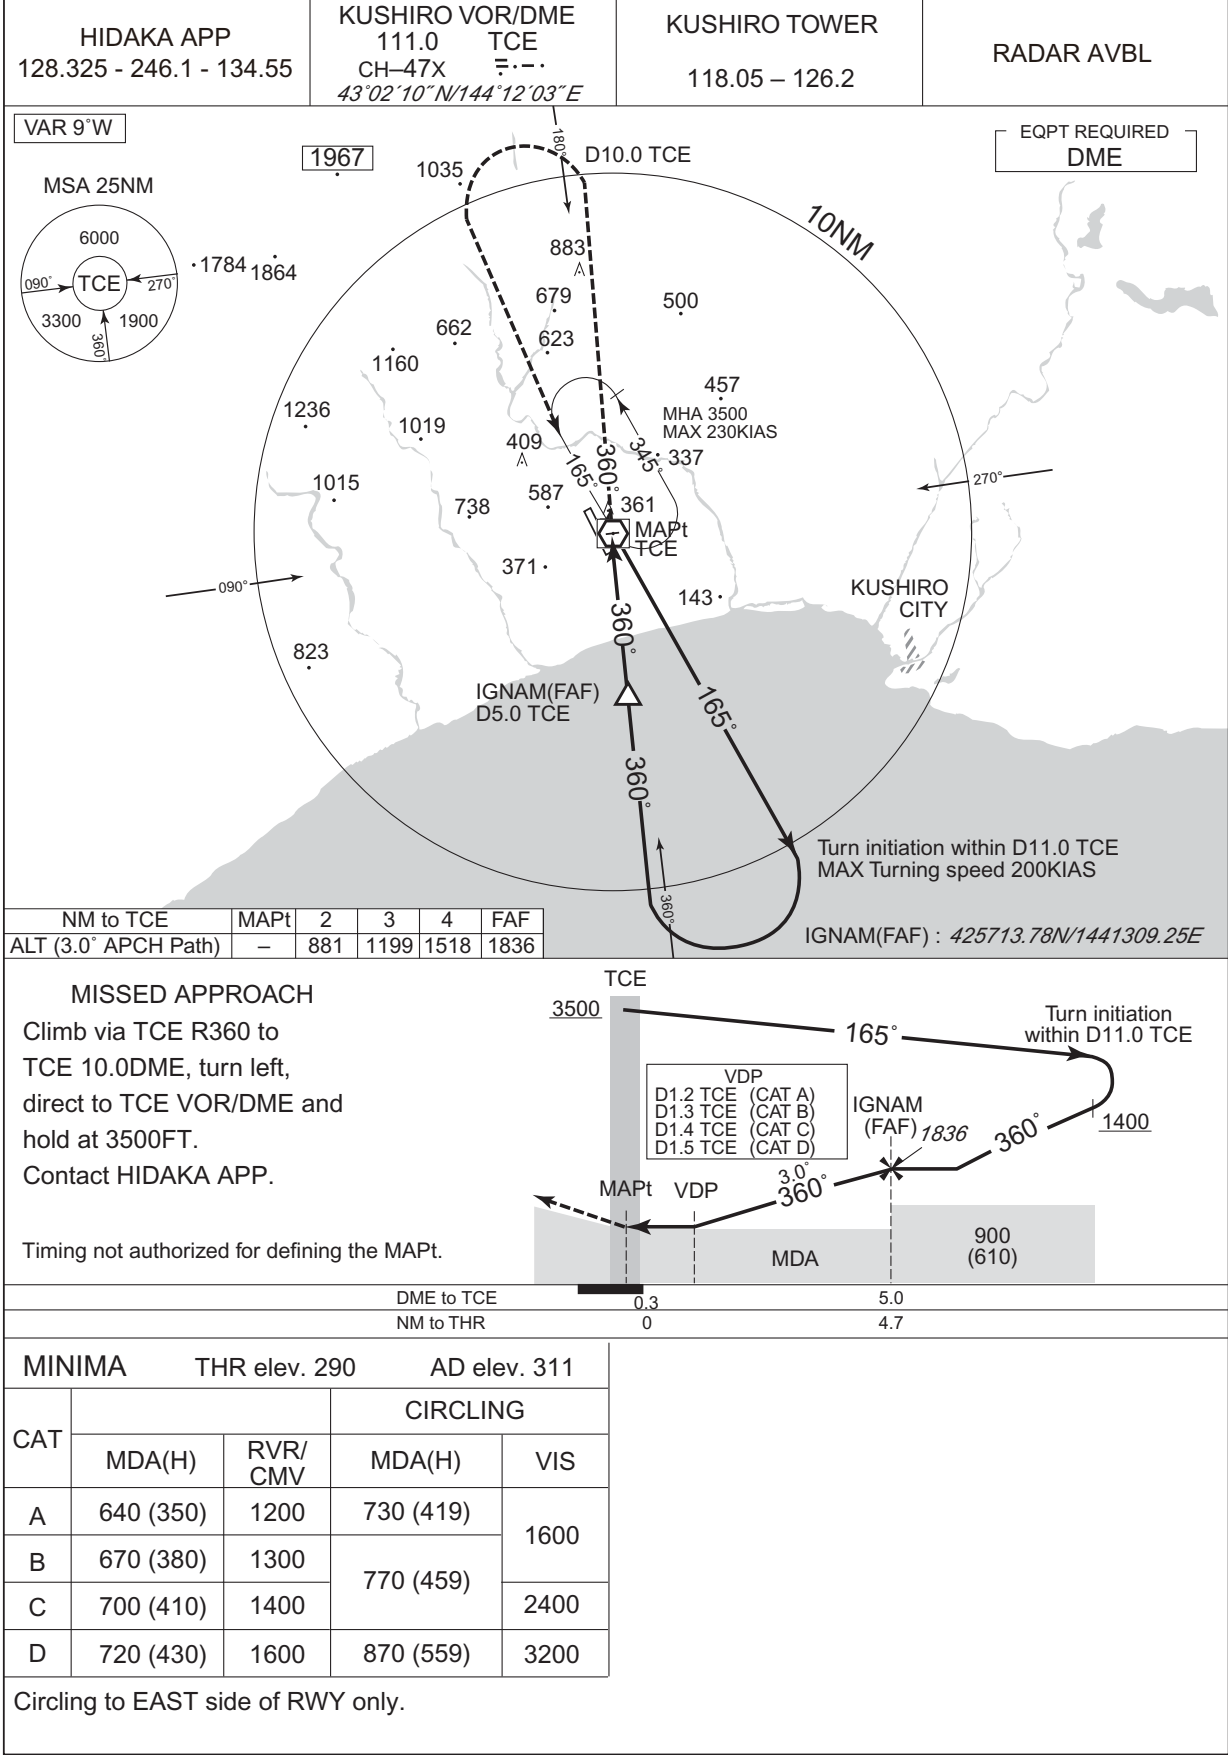 HIDAKA APP
128.325 - 246.1 - 134.55
KUSHIRO VOR/DME
111.0 TCE
CH–47X
43°02´10˝N/144°12´03˝E
KUSHIRO TOWER
118.05 – 126.2
RADAR AVBL
VAR 9°W
EQPT REQUIRED
DME
MSA 25NM
6000
TCE
090°
270°
3300
1900
360°
1967
1035
180°
D10.0 TCE
10NM
1784
1864
883
679
500
662
623
1160
457
MHA 3500
MAX 230KIAS
1236
1019
409
345°
337
165°
360°
270°
1015
738
587
361
MAPt
TCE
371
090°
143
KUSHIRO
CITY
360°
823
IGNAM(FAF)
D5.0 TCE
165°
360°
Turn initiation within D11.0 TCE
MAX Turning speed 200KIAS
360°
IGNAM(FAF) : 425713.78N/1441309.25E
NM to TCE MAPt 2 3 4 FAF
ALT (3.0° APCH Path) – 881 1199 1518 1836
MISSED APPROACH
Climb via TCE R360 to
TCE 10.0DME, turn left,
direct to TCE VOR/DME and
hold at 3500FT.
Contact HIDAKA APP.
Timing not authorized for defining the MAPt.
TCE
3500
165°
Turn initiation
within D11.0 TCE
VDP
D1.2 TCE (CAT A)
D1.3 TCE (CAT B)
D1.4 TCE (CAT C)
D1.5 TCE (CAT D)
IGNAM
(FAF)
1836
360°
1400
3.0°
360°
MAPt
VDP
MDA
900
(610)
DME to TCE 0.3 5.0
NM to THR 0 4.7
MINIMA THR elev. 290 AD elev. 311
CAT
CIRCLING
MDA(H)
RVR/
CMV
MDA(H)
VIS
A 640 (350) 1200 730 (419) 1600
B 670 (380) 1300 770 (459)
C 700 (410) 1400 2400
D 720 (430) 1600 870 (559) 3200
Circling to EAST side of RWY only.